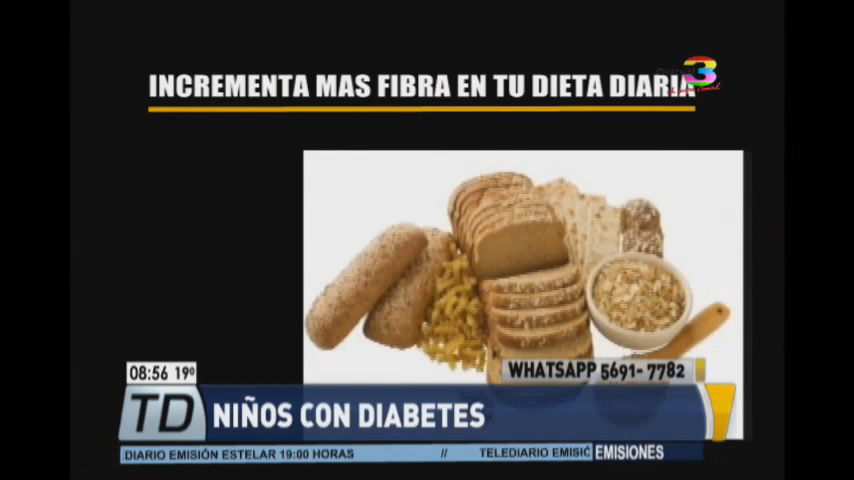 INCREMENTA MAS FIBRA EN TU DIETA DIARIA
3
WHATSAPP 5691-7782
08:56 19º
TD
NIÑOS CON DIABETES
DIARIO EMISIÓN ESTELAR 19:00 HORAS // TELEDIARIO EMISIÓ
EMISIONES